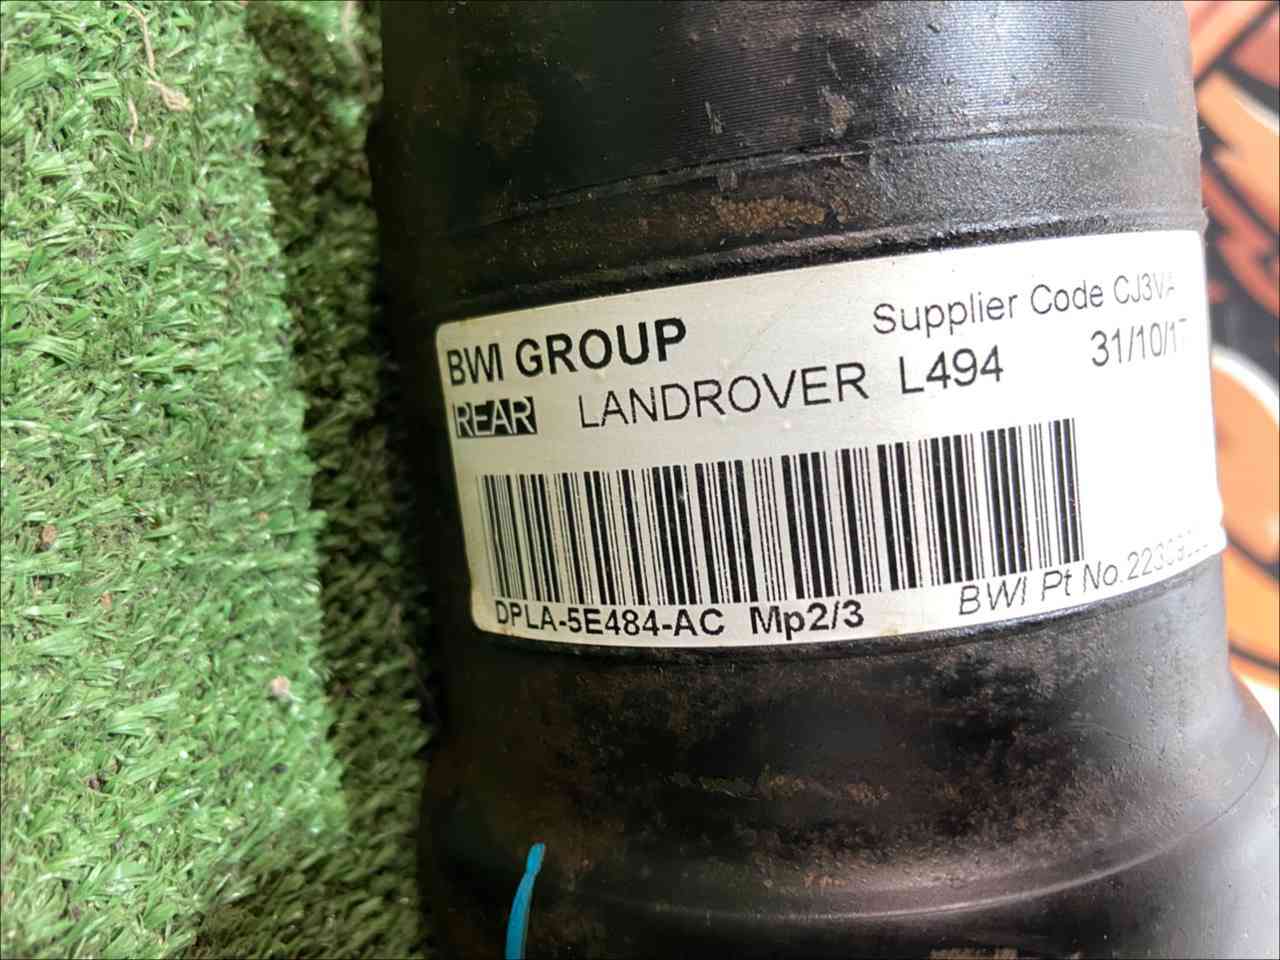 BWI GROUP
Supplier Code CJ3VA
REAR LANDROVER L494 31/10/17
DPLA-5E484-AC Mp2/3
BWI Pt No.